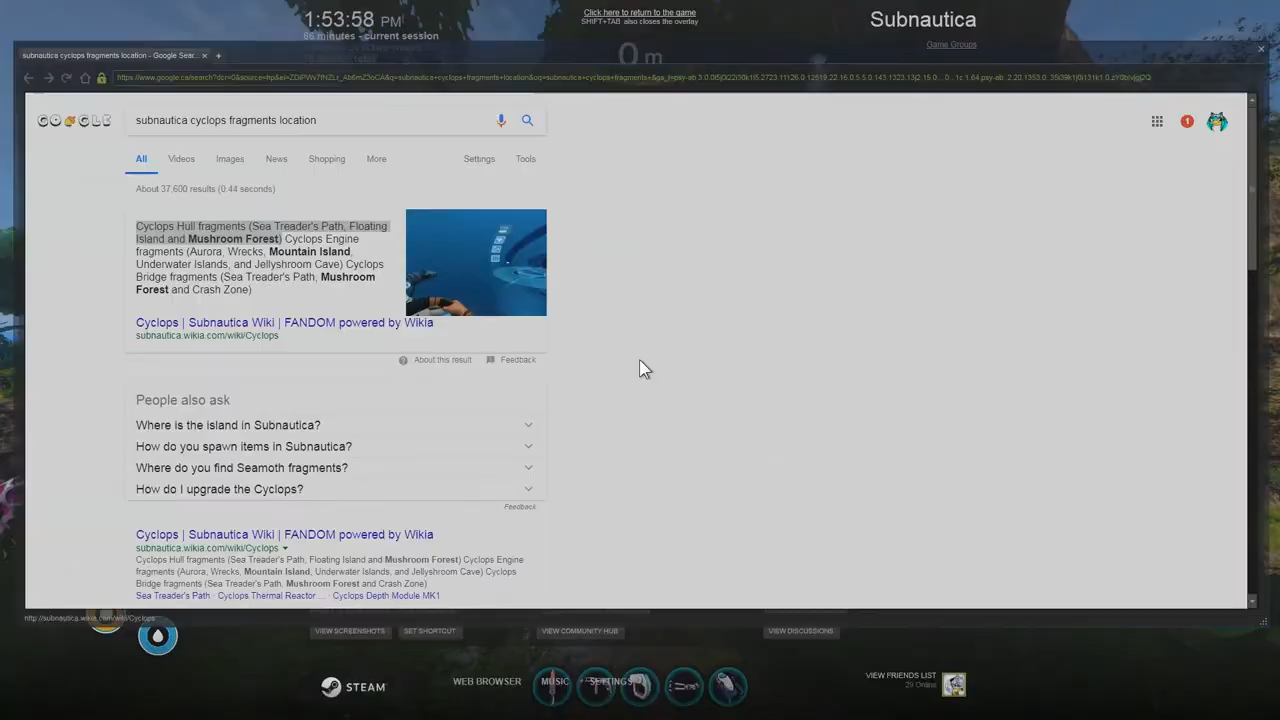 1:53:58 PM
86 minutes - current session
Click here to return to the game
SHIFT+TAB also closes the overlay
Subnautica
Game Groups
0m
subnautica cyclops fragments location - Google Sear...
GOOGLE
subnautica cyclops fragments location
1
All
Videos
Images
News
Shopping
More
Settings
Tools
About 37,600 results (0.44 seconds)
Cyclops Hull fragments (Sea Treader's Path, Floating
Island and Mushroom Forest) Cyclops Engine
fragments (Aurora, Wrecks, Mountain Island,
Underwater Islands, and Jellyshroom Cave) Cyclops
Bridge fragments (Sea Treader's Path, Mushroom
Forest and Crash Zone)
Cyclops | Subnautica Wiki | FANDOM powered by Wikia
subnautica.wikia.com/wiki/Cyclops
About this result
Feedback
People also ask
Where is the island in Subnautica?
How do you spawn items in Subnautica?
Where do you find Seamoth fragments?
How do I upgrade the Cyclops?
Feedback
Cyclops | Subnautica Wiki | FANDOM powered by Wikia
subnautica.wikia.com/wiki/Cyclops
Cyclops Hull fragments (Sea Treader's Path, Floating Island and Mushroom Forest) Cyclops Engine
fragments (Aurora, Wrecks, Mountain Island, Underwater Islands, and Jellyshroom Cave) Cyclops
Bridge fragments (Sea Treader's Path, Mushroom Forest and Crash Zone)
Sea Treader's Path · Cyclops Thermal Reactor ... · Cyclops Depth Module MK1
http://subnautica.wikia.com/wiki/Cyclops
VIEW SCREENSHOTS
SET SHORTCUT
VIEW COMMUNITY HUB
VIEW DISCUSSIONS
STEAM
WEB BROWSER
MUSIC
SETTINGS
VIEW FRIENDS LIST
29 Online